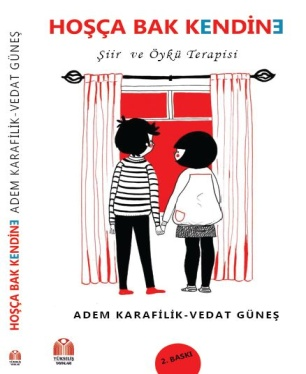 HOŞÇA BAK KENDİNE
Şiir ve Öykü Terapisi
ADEM KARAFİLİK-VEDAT GÜNEŞ
2. BASKI
HOŞÇA BAK KENDİNE ADEM KARAFİLİK-VEDAT GÜNEŞ